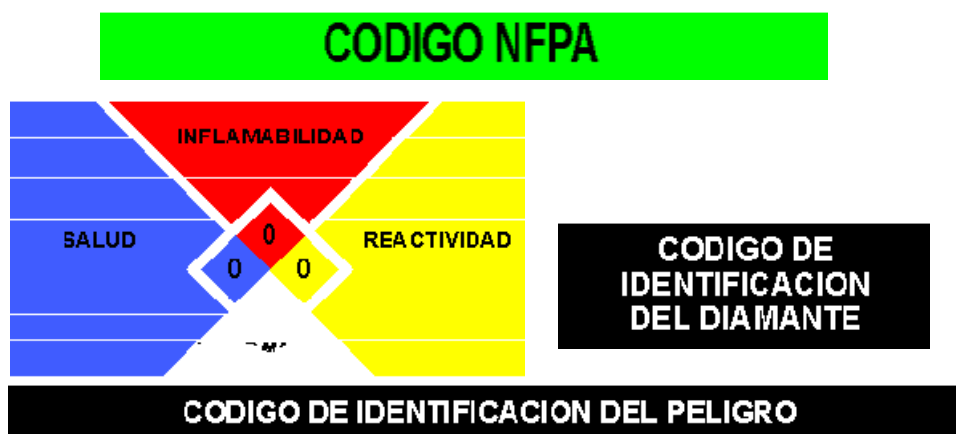 CODIGO NFPA
INFLAMABILIDAD
SALUD
0
REACTIVIDAD
0
0
CODIGO DE
IDENTIFICACION
DEL DIAMANTE
CODIGO DE IDENTIFICACION DEL PELIGRO